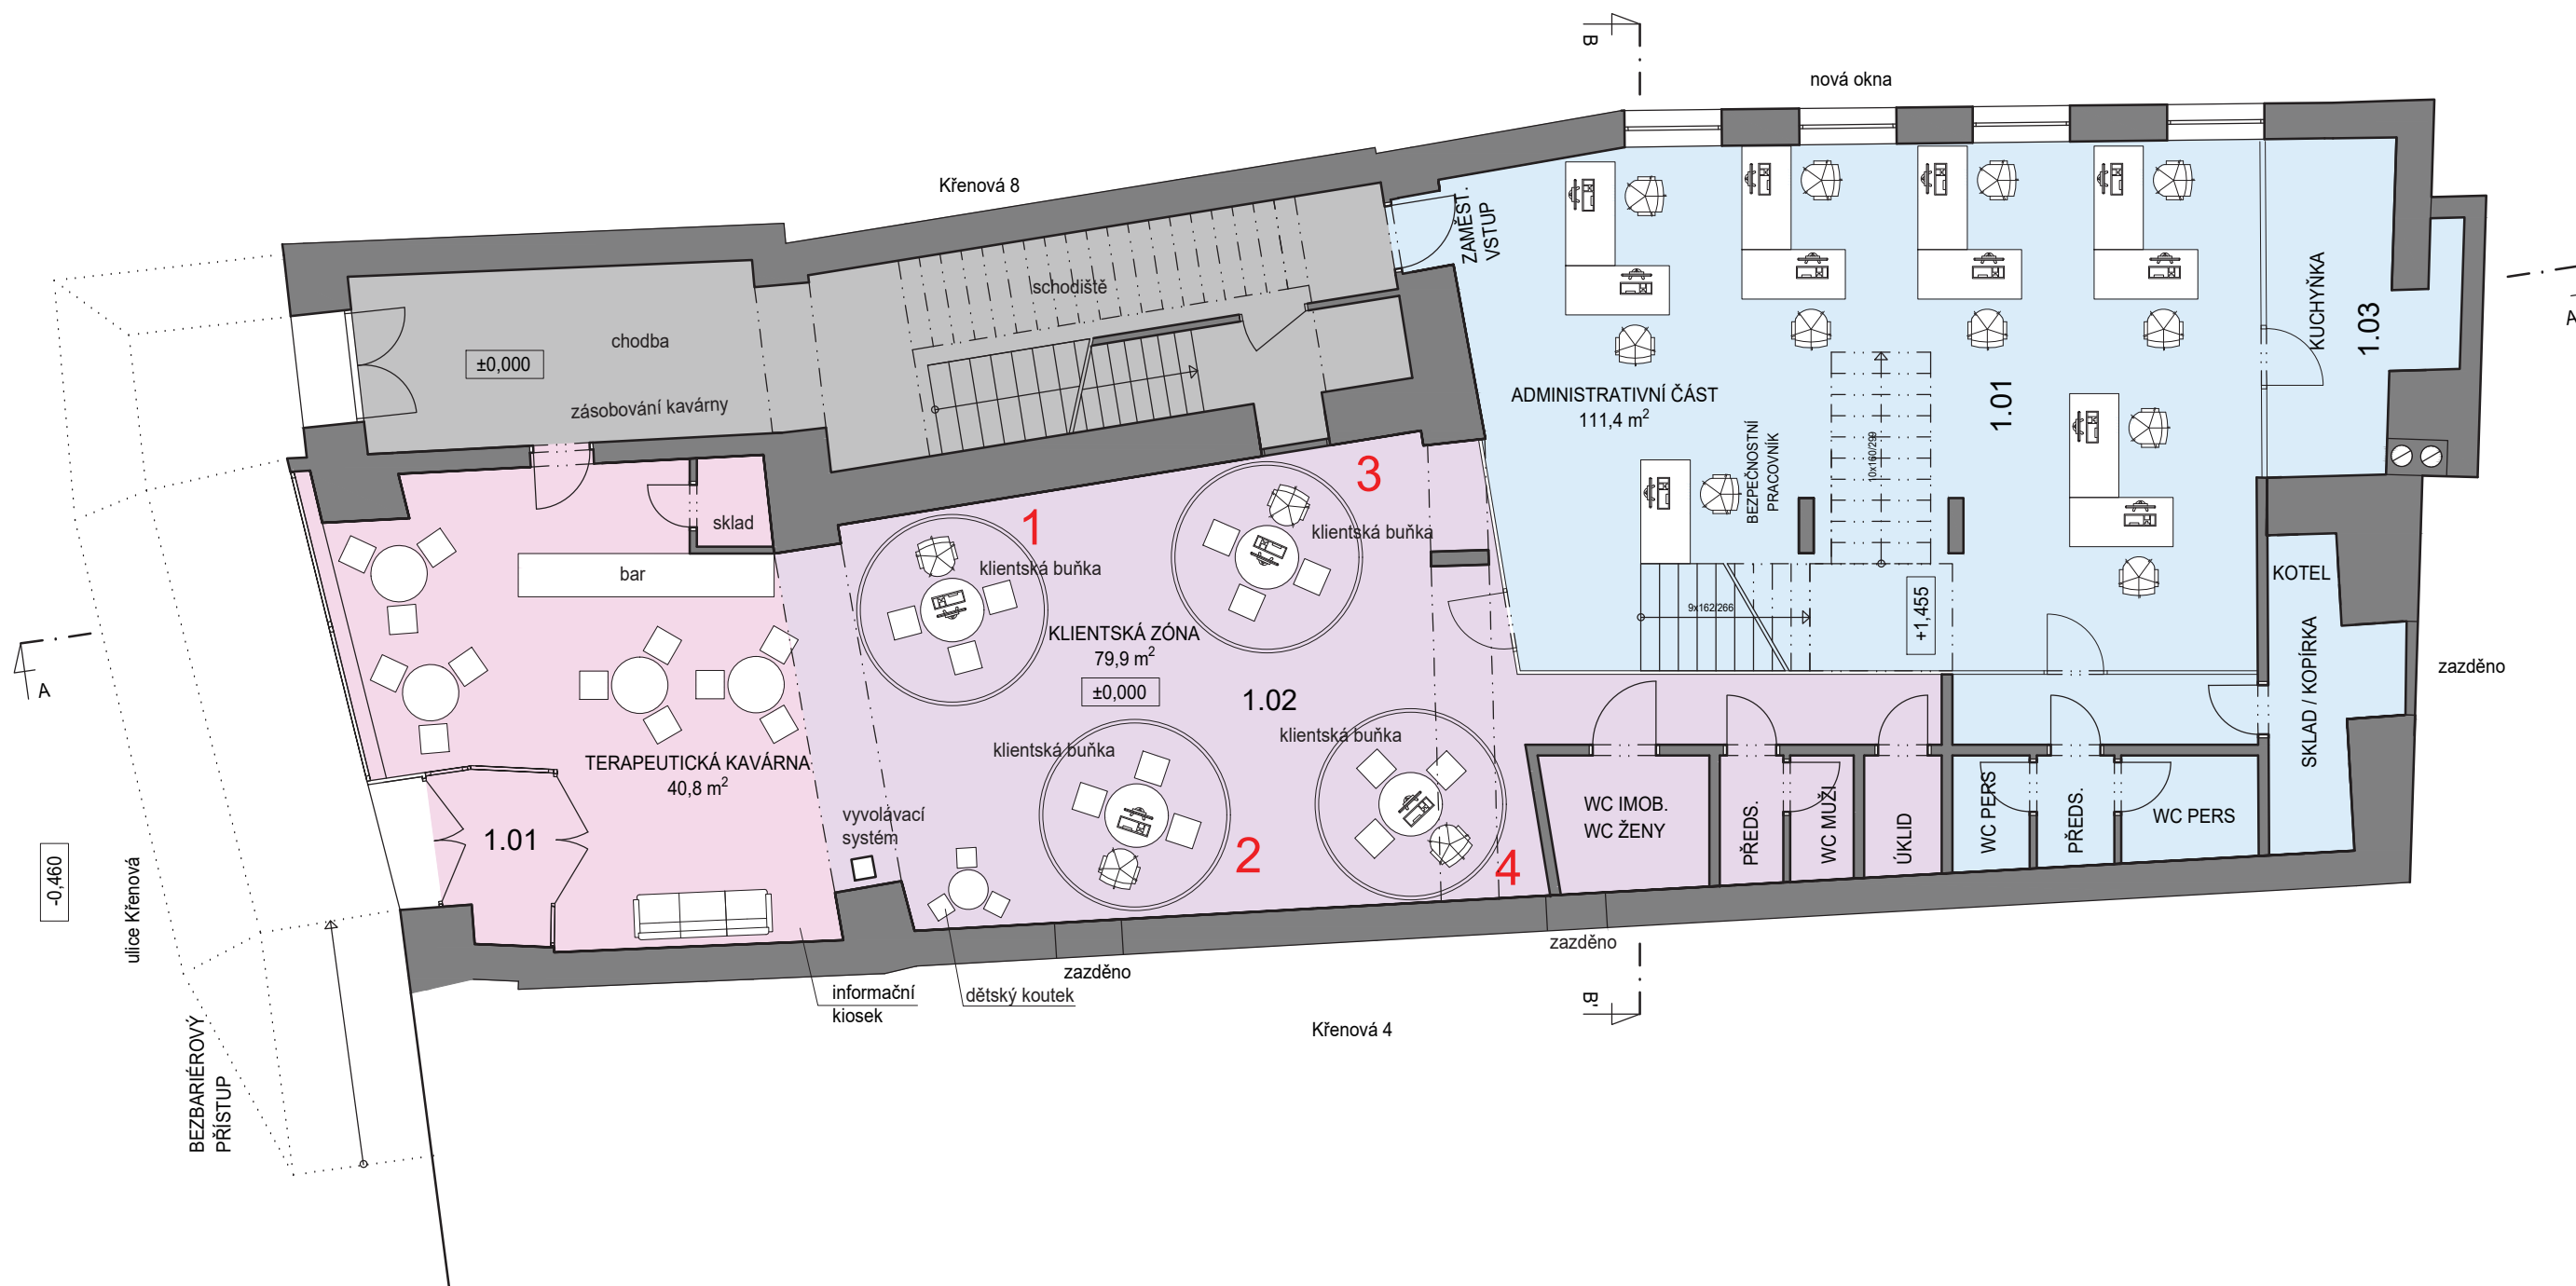 B
nová okna
Křenová 8
ZAMĚST.
VSTUP
schodiště
chodba
±0,000
zásobování kavárny
KUCHYŇKA
1.03
A'
ADMINISTRATIVNÍ ČÁST
111,4 m²
1.01
BEZPEČNOSTNÍ
PRACOVNÍK
10x160/299
3
1
klientská buňka
klientská buňka
sklad
bar
KOTEL
9x162/266
+1,455
KLIENTSKÁ ZÓNA
79,9 m²
±0,000
1.02
SKLAD / KOPÍRKA
zazděno
A
klientská buňka
klientská buňka
TERAPEUTICKÁ KAVÁRNA
40,8 m²
vyvolávací
systém
1.01
2
4
WC IMOB.
WC ŽENY
PŘEDS.
WC MUŽI
ÚKLID
WC PERS
PŘEDS.
WC PERS
-0,460
ulice Křenová
zazděno
zazděno
informační
kiosek
dětský koutek
B'
Křenová 4
BEZBARIÉROVÝ
PŘÍSTUP